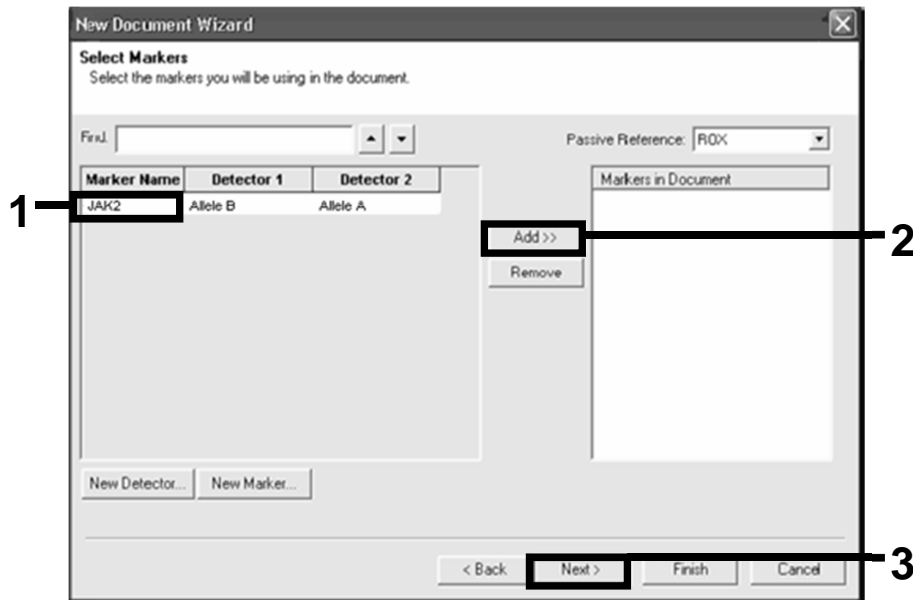 New Document Wizard
Select Markers
Select the markers you will be using in the document.
Find: Passive Reference: ROX
Marker Name Detector 1 Detector 2 Markers in Document
1 JAK2 Allele B Allele A
Add >> 2
Remove
New Detector... New Marker...
< Back Next > Finish Cancel 3